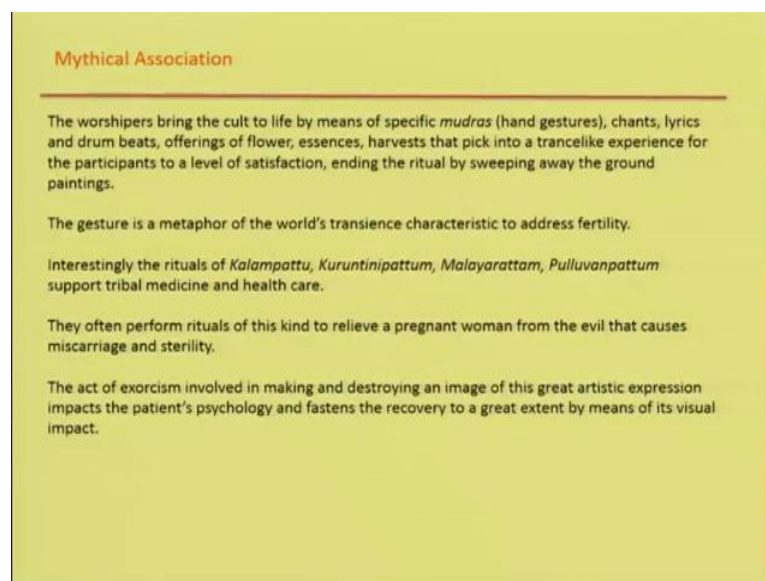 Mythical Association
The worshipers bring the cult to life by means of specific mudras (hand gestures), chants, lyrics
and drum beats, offerings of flower, essences, harvests that pick into a trancelike experience for
the participants to a level of satisfaction, ending the ritual by sweeping away the ground
paintings.
The gesture is a metaphor of the world's transience characteristic to address fertility.
Interestingly the rituals of Kalampattu, Kuruntinipattum, Malayarattam, Pulluvanpattum
support tribal medicine and health care.
They often perform rituals of this kind to relieve a pregnant woman from the evil that causes
miscarriage and sterility.
The act of exorcism involved in making and destroying an image of this great artistic expression
impacts the patient's psychology and fastens the recovery to a great extent by means of its visual
impact.